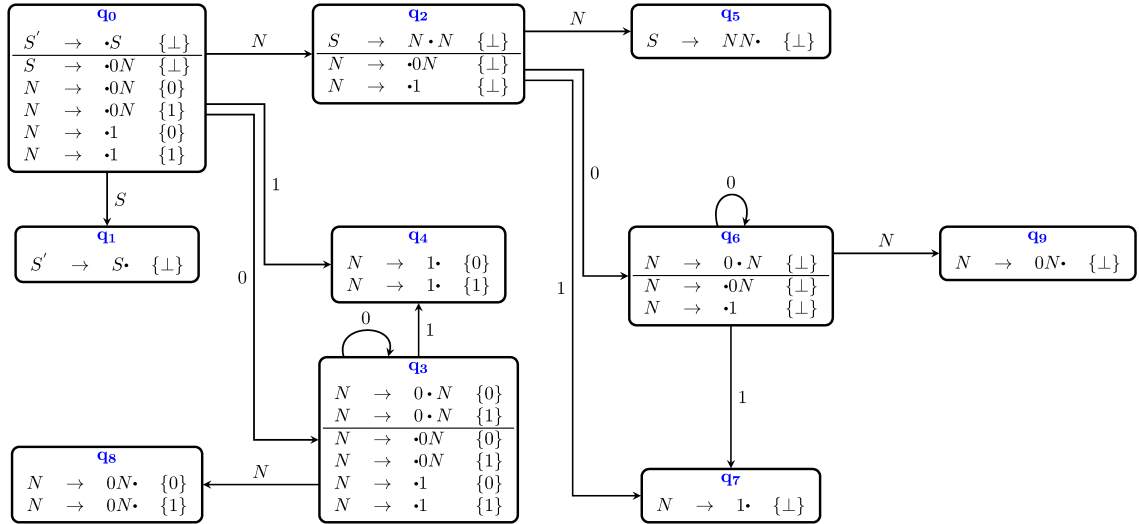 q0
S′ → •S {⊥}
S → •0N {⊥}
N → •0N {0}
N → •0N {1}
N → •1 {0}
N → •1 {1}
N
q2
S → N•N {⊥}
N → •0N {⊥}
N → •1 {⊥}
N
q5
S → NN• {⊥}
S
1
0
0
1
q1
S′ → S• {⊥}
q4
N → 1• {0}
N → 1• {1}
0
q6
N → 0•N {⊥}
N → •0N {⊥}
N → •1 {⊥}
N
q9
N → 0N• {⊥}
0
1
q3
N → 0•N {0}
N → 0•N {1}
N → •0N {0}
N → •0N {1}
N → •1 {0}
N → •1 {1}
1
N
q8
N → 0N• {0}
N → 0N• {1}
q7
N → 1• {⊥}